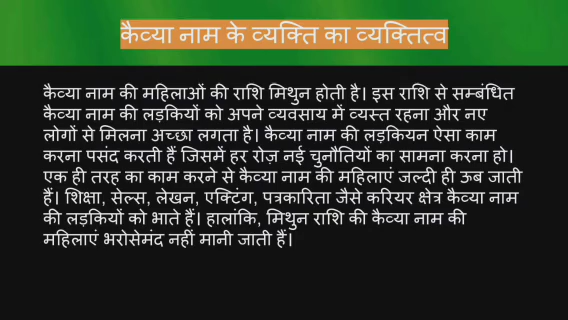 कैव्या नाम के व्यक्ति का व्यक्तित्व
कैव्या नाम की महिलाओं की राशि मिथुन होती है। इस राशि से सम्बंधित
कैव्या नाम की लड़कियों को अपने व्यवसाय में व्यस्त रहना और नए
लोगों से मिलना अच्छा लगता है। कैव्या नाम की लड़कियन ऐसा काम
करना पसंद करती हैं जिसमें हर रोज़ नई चुनौतियों का सामना करना हो।
एक ही तरह का काम करने से कैव्या नाम की महिलाएं जल्दी ही ऊब जाती
हैं। शिक्षा, सेल्स, लेखन, एक्टिंग, पत्रकारिता जैसे करियर क्षेत्र कैव्या नाम
की लड़कियों को भाते हैं। हालांकि, मिथुन राशि की कैव्या नाम की
महिलाएं भरोसेमंद नहीं मानी जाती हैं।